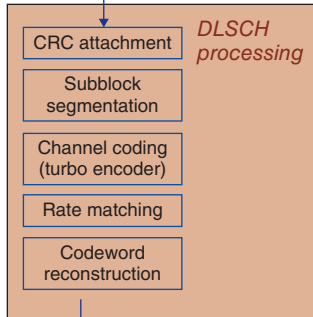 DLSCH
processing
CRC attachment
Subblock
segmentation
Channel coding
(turbo encoder)
Rate matching
Codeword
reconstruction